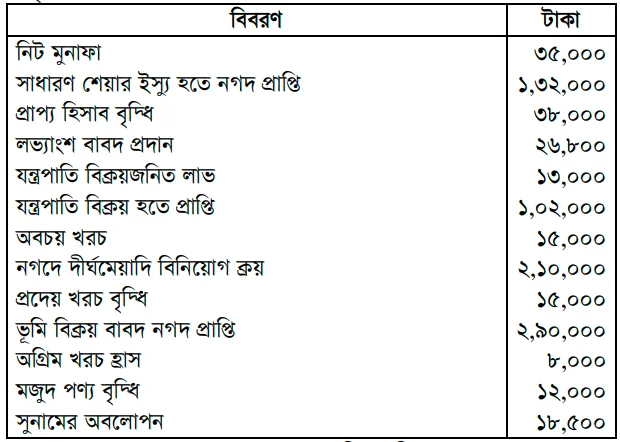 বিবরণ টাকা
নিট মুনাফা ৩৫,০০০
সাধারণ শেয়ার ইস্যু হতে নগদ প্রাপ্তি ১,৩২,০০০
প্রাপ্য হিসাব বৃদ্ধি ৩৮,০০০
লভ্যাংশ বাবদ প্রদান ২৬,৮০০
যন্ত্রপাতি বিক্রয়জনিত লাভ ১৩,০০০
যন্ত্রপাতি বিক্রয় হতে প্রাপ্তি ১,০২,০০০
অবচয় খরচ ১৫,০০০
নগদে দীর্ঘমেয়াদি বিনিয়োগ ক্রয় ২,১০,০০০
প্রদেয় খরচ বৃদ্ধি ১৫,০০০
ভূমি বিক্রয় বাবদ নগদ প্রাপ্তি ২,৯০,০০০
অগ্রিম খরচ হ্রাস ৮,০০০
মজুদ পণ্য বৃদ্ধি ১২,০০০
সুনামের অবলোপন ১৮,৫০০